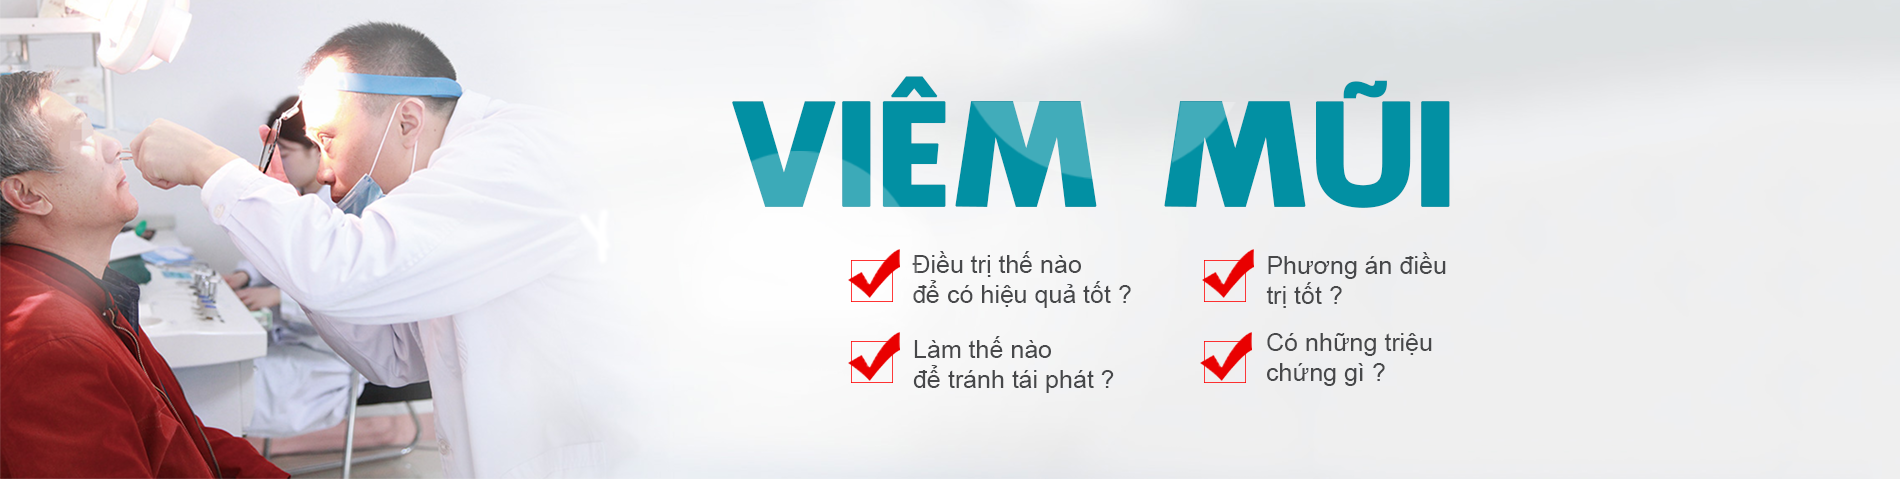 VIÊM MŨI
Điều trị thế nào
để có hiệu quả tốt ?
Phương án điều
trị tốt ?
Làm thế nào
để tránh tái phát ?
Có những triệu
chứng gì ?